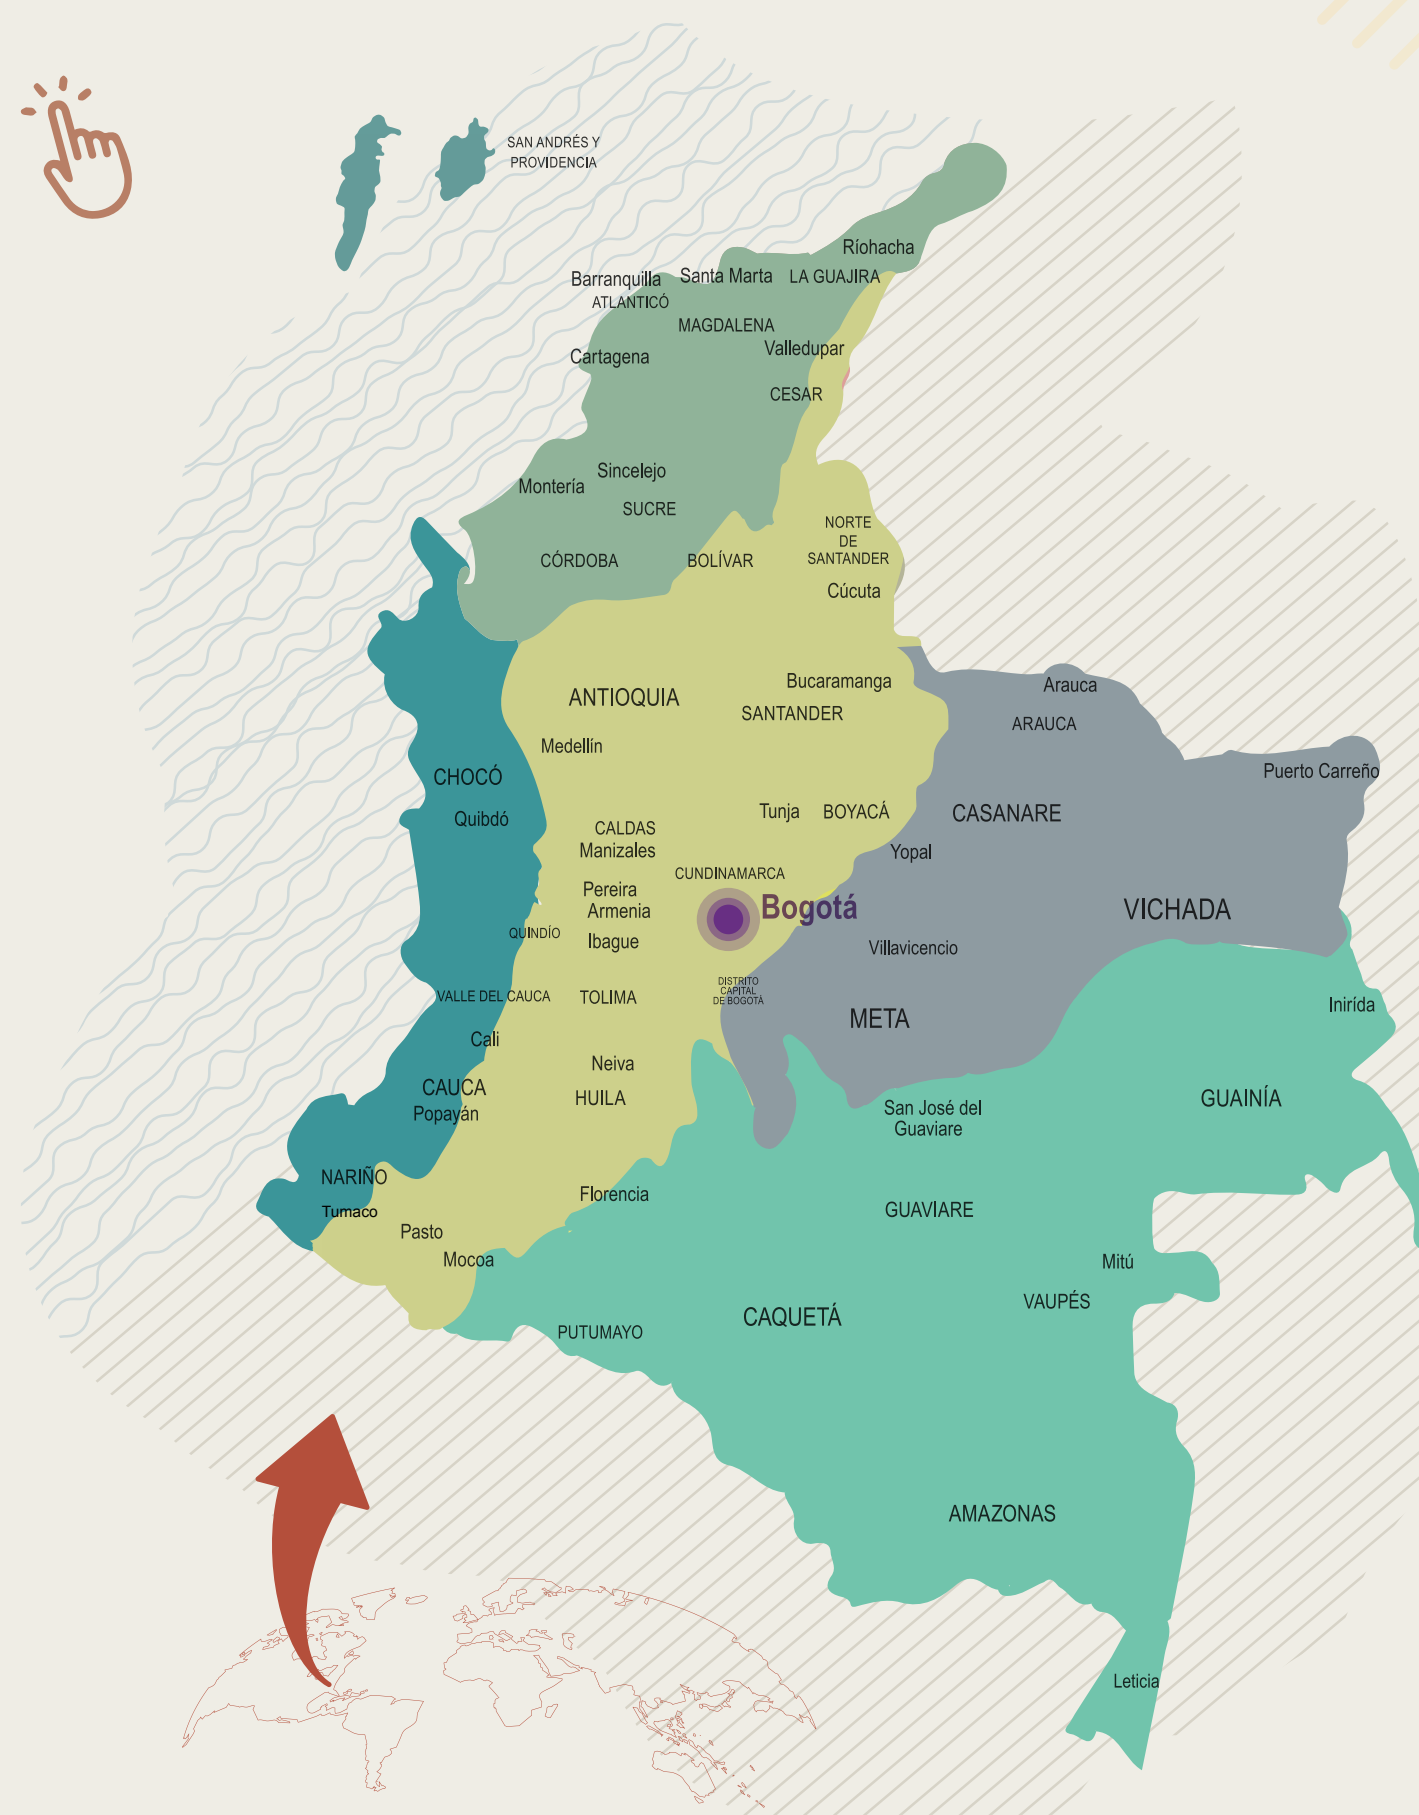 SAN ANDRÉS Y
PROVIDENCIA
Ríohacha
Barranquilla
Santa Marta
LA GUAJIRA
ATLANTICÓ
MAGDALENA
Cartagena
Valledupar
CESAR
Sincelejo
Montería
SUCRE
NORTE
DE
SANTANDER
CÓRDOBA
BOLÍVAR
Cúcuta
Bucaramanga
Arauca
ANTIOQUIA
SANTANDER
ARAUCA
Medellín
CHOCÓ
Puerto Carreño
Quibdó
Tunja
BOYACÁ
CASANARE
CALDAS
Manizales
Yopal
CUNDINAMARCA
Pereira
Armenia
Bogotá
VICHADA
QUINDÍO
Ibague
Villavicencio
DISTRITO
CAPITAL
DE BOGOTÁ
VALLE DEL CAUCA
TOLIMA
Inirída
META
Cali
Neiva
CAUCA
HUILA
GUAINÍA
Popayán
San José del
Guaviare
NARIÑO
Florencia
Tumaco
GUAVIARE
Pasto
Mocoa
Mitú
VAUPÉS
CAQUETÁ
PUTUMAYO
AMAZONAS
Leticia